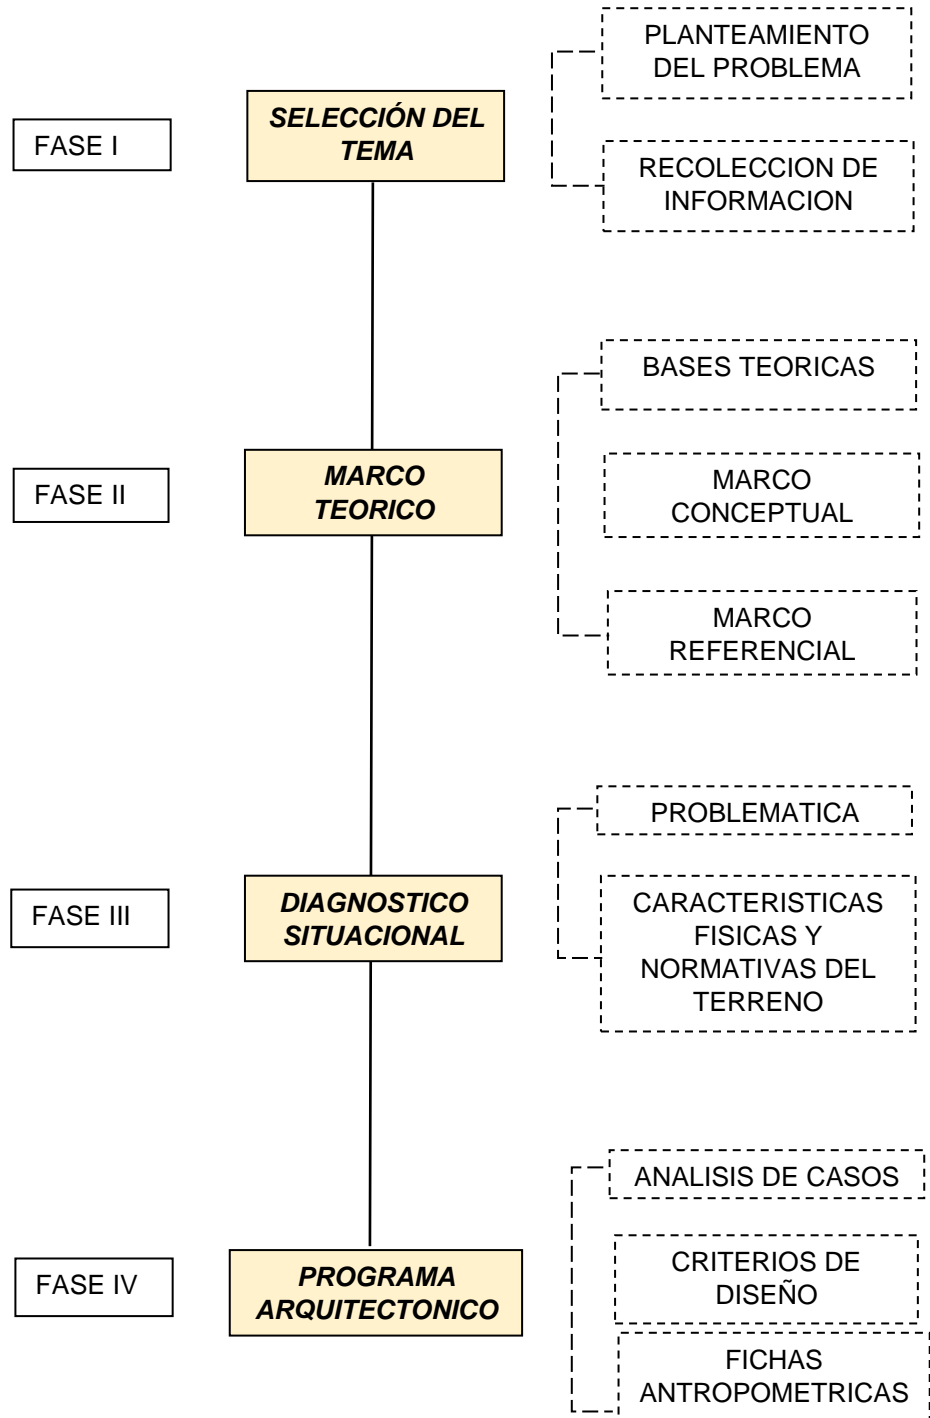 FASE I
SELECCIÓN DEL
TEMA
PLANTEAMIENTO
DEL PROBLEMA
RECOLECCION DE
INFORMACION
FASE II
MARCO
TEORICO
BASES TEORICAS
MARCO
CONCEPTUAL
MARCO
REFERENCIAL
FASE III
DIAGNOSTICO
SITUACIONAL
PROBLEMATICA
CARACTERISTICAS
FISICAS Y
NORMATIVAS DEL
TERRENO
FASE IV
PROGRAMA
ARQUITECTONICO
ANALISIS DE CASOS
CRITERIOS DE
DISEÑO
FICHAS
ANTROPOMETRICAS